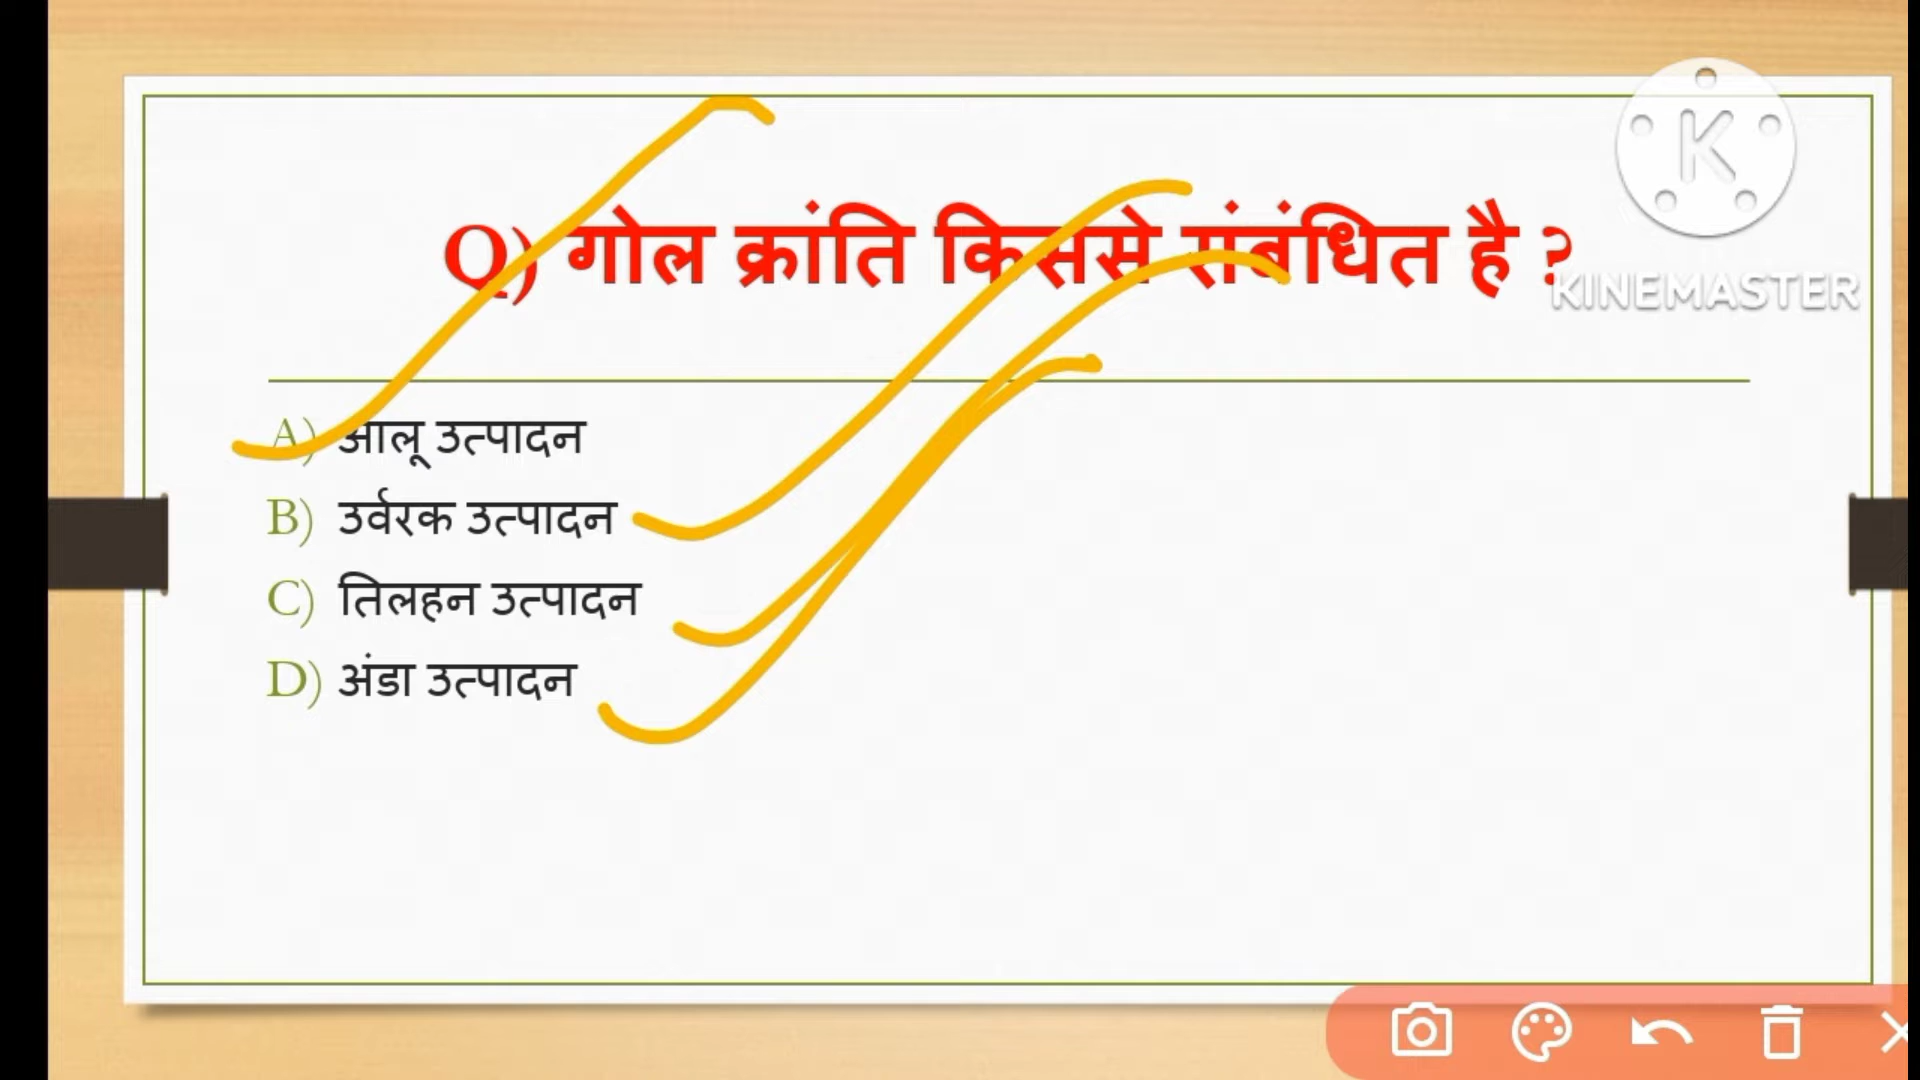 Q) गोल क्रांति किससे संबंधित है ?
K
KINEMASTER
A) आलू उत्पादन
B) उर्वरक उत्पादन
C) तिलहन उत्पादन
D) अंडा उत्पादन